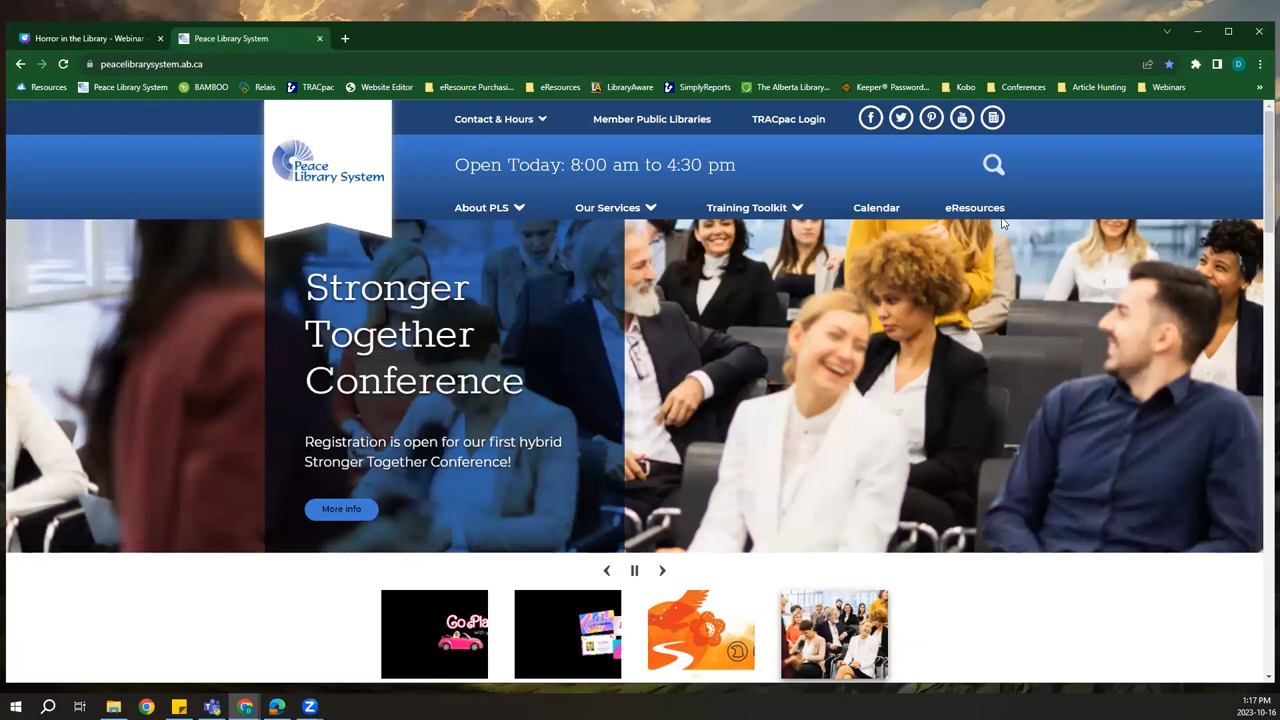 Horror in the Library - Webinar
Peace Library System
peacelibrarysystem.ab.ca
D
Resources
Peace Library System
BAMBOO
Relais
TRACpac
Website Editor
eResource Purchasi...
eResources
LibraryAware
SimplyReports
The Alberta Library...
Keeper® Password...
Kobo
Conferences
Article Hunting
Webinars
»
Contact & Hours
Member Public Libraries
TRACpac Login
Peace
Library System
Open Today: 8:00 am to 4:30 pm
About PLS
Our Services
Training Toolkit
Calendar
eResources
Stronger
Together
Conference
Registration is open for our first hybrid
Stronger Together Conference!
More info
Go Pla
with y
1:17 PM
2023-10-16